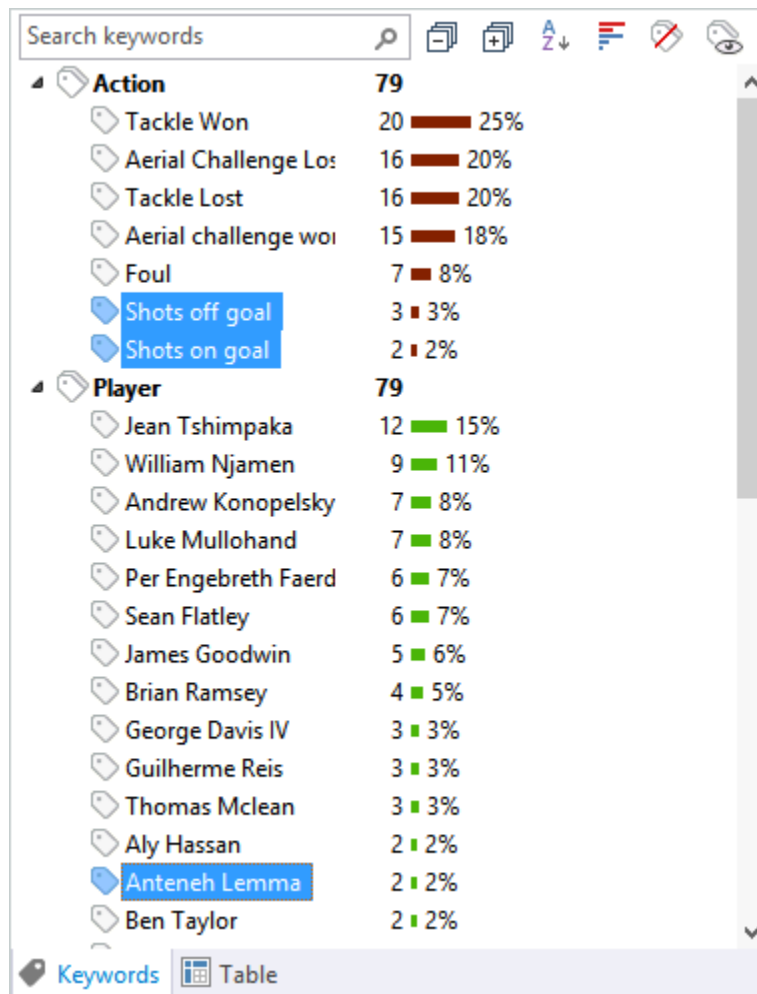 Search keywords
Action 79
Tackle Won 20 25%
Aerial Challenge Los 16 20%
Tackle Lost 16 20%
Aerial challenge wo 15 18%
Foul 7 8%
Shots off goal 3 3%
Shots on goal 2 2%
Player 79
Jean Tshimpaka 12 15%
William Njamen 9 11%
Andrew Konopelsky 7 8%
Luke Mullohand 7 8%
Per Engebreth Faerd 6 7%
Sean Flatley 6 7%
James Goodwin 5 6%
Brian Ramsey 4 5%
George Davis IV 3 3%
Guilherme Reis 3 3%
Thomas Mclean 3 3%
Aly Hassan 2 2%
Anteneh Lemma 2 2%
Ben Taylor 2 2%
Keywords Table